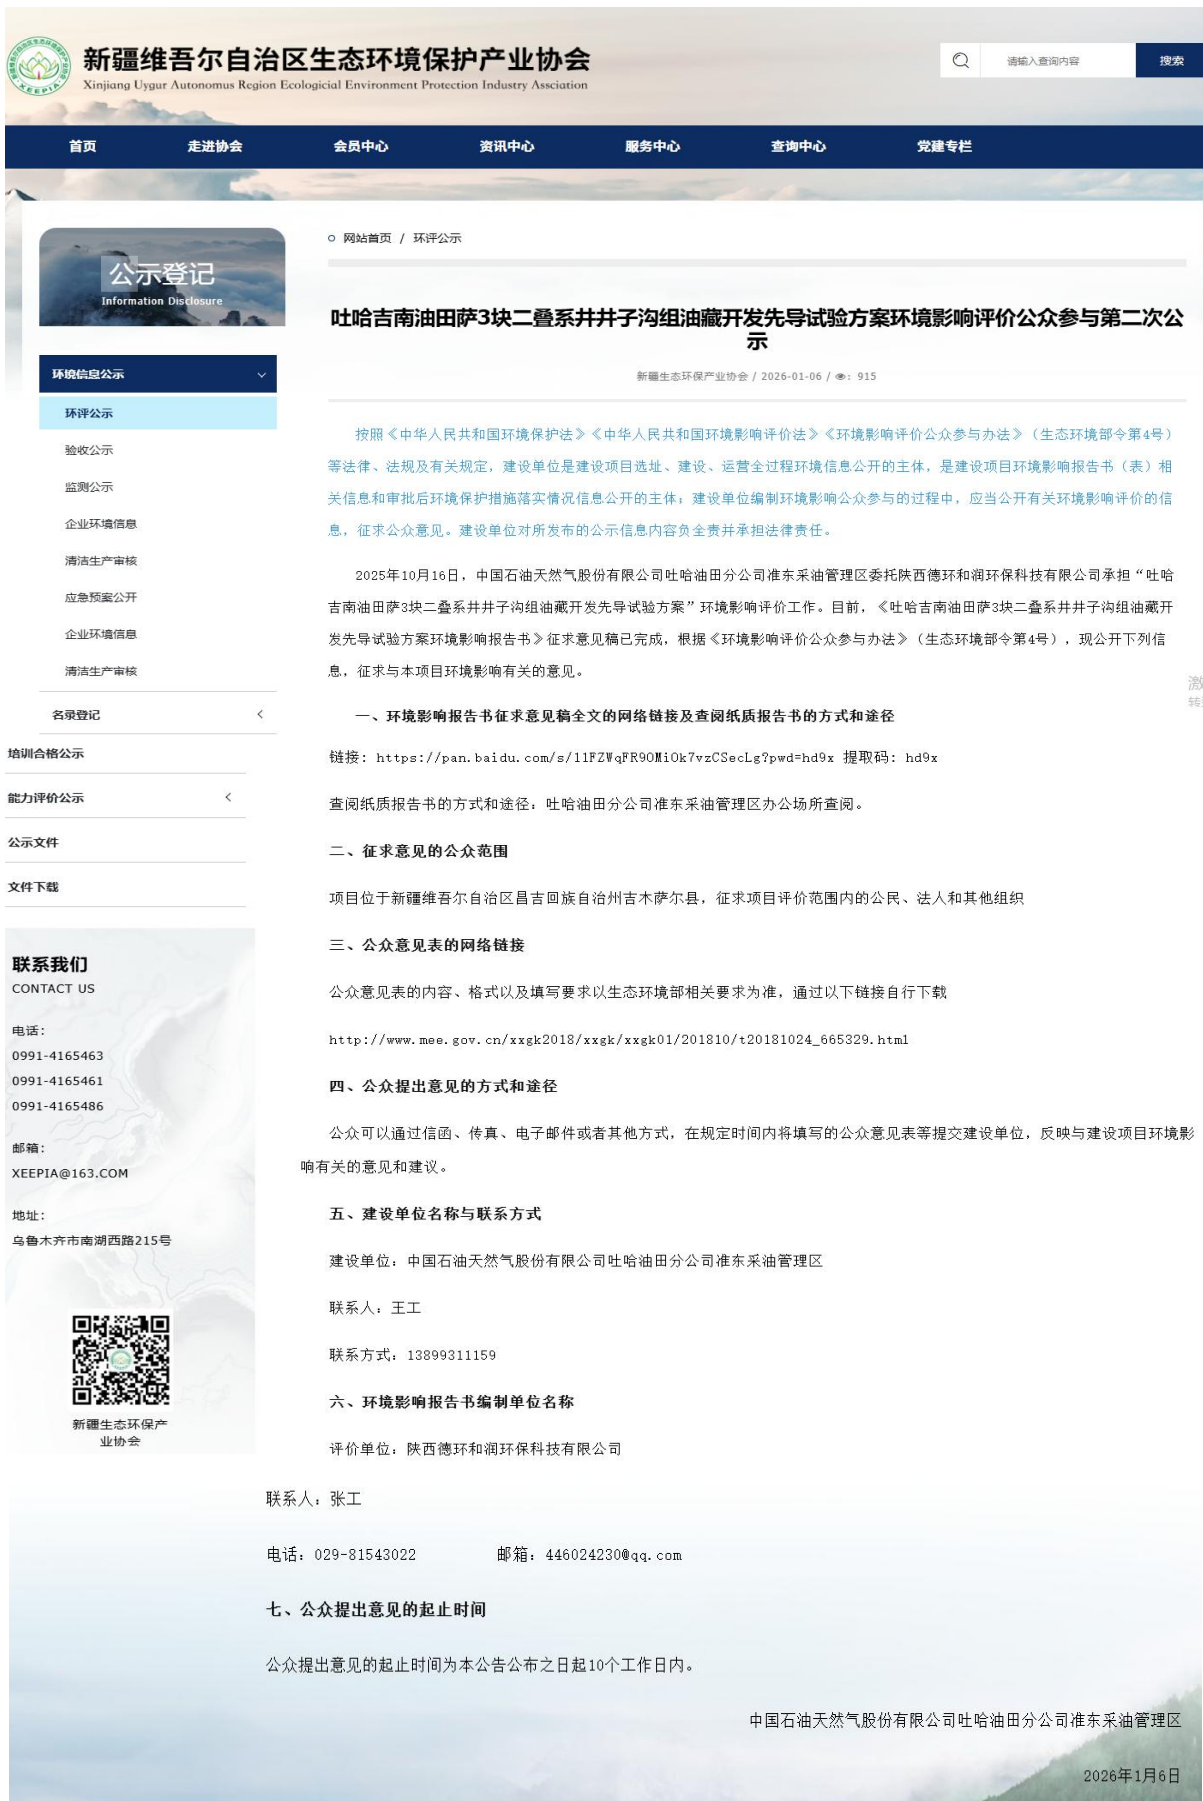 新疆维吾尔自治区生态环境保护产业协会
Xinjiang Uygur Autonomus Region Ecologicial Environment Protection Industry Assciation
请输入查询内容
搜索
首页
走进协会
会员中心
资讯中心
服务中心
查询中心
党建专栏
公示登记
Information Disclosure
环境信息公示
环评公示
验收公示
监测公示
企业环境信息
清洁生产审核
应急预案公开
企业环境信息
清洁生产审核
名录登记
培训合格公示
能力评价公示
公示文件
文件下载
联系我们
CONTACT US
电话：
0991-4165463
0991-4165461
0991-4165486
邮箱：
XEEPIA@163.COM
地址：
乌鲁木齐市南湖西路215号
新疆生态环保产
业协会
网站首页 / 环评公示
吐哈吉南油田萨3块二叠系井井子沟组油藏开发先导试验方案环境影响评价公众参与第二次公
示
新疆生态环保产业协会 / 2026-01-06 / : 915
按照《中华人民共和国环境保护法》《中华人民共和国环境影响评价法》《环境影响评价公众参与办法》（生态环境部令第4号）
等法律、法规及有关规定，建设单位是建设项目选址、建设、运营全过程环境信息公开的主体，是建设项目环境影响报告书（表）相
关信息和审批后环境保护措施落实情况信息公开的主体；建设单位编制环境影响公众参与的过程中，应当公开有关环境影响评价的信
息，征求公众意见。建设单位对所发布的公示信息内容负全责并承担法律责任。
2025年10月16日，中国石油天然气股份有限公司吐哈油田分公司准东采油管理区委托陕西德环和润环保科技有限公司承担“吐哈
吉南油田萨3块二叠系井井子沟组油藏开发先导试验方案”环境影响评价工作。目前，《吐哈吉南油田萨3块二叠系井井子沟组油藏开
发先导试验方案环境影响报告书》征求意见稿已完成，根据《环境影响评价公众参与办法》（生态环境部令第4号），现公开下列信
息，征求与本项目环境影响有关的意见。
激
转
一、环境影响报告书征求意见稿全文的网络链接及查阅纸质报告书的方式和途径
链接: https://pan.baidu.com/s/11FZWqFR9OMiOk7vzCSecLg?pwd=hd9x 提取码: hd9x
查阅纸质报告书的方式和途径：吐哈油田分公司准东采油管理区办公场所查阅。
二、征求意见的公众范围
项目位于新疆维吾尔自治区昌吉回族自治州吉木萨尔县，征求项目评价范围内的公民、法人和其他组织
三、公众意见表的网络链接
公众意见表的内容、格式以及填写要求以生态环境部相关要求为准，通过以下链接自行下载
http://www.mee.gov.cn/xxgk2018/xxgk/xxgk01/201810/t20181024_665329.html
四、公众提出意见的方式和途径
公众可以通过信函、传真、电子邮件或者其他方式，在规定时间内将填写的公众意见表等提交建设单位，反映与建设项目环境影
响有关的意见和建议。
五、建设单位名称与联系方式
建设单位：中国石油天然气股份有限公司吐哈油田分公司准东采油管理区
联系人：王工
联系方式：13899311159
六、环境影响报告书编制单位名称
评价单位：陕西德环和润环保科技有限公司
联系人：张工
电话：029-81543022 邮箱：446024230@qq.com
七、公众提出意见的起止时间
公众提出意见的起止时间为本公告公布之日起10个工作日内。
中国石油天然气股份有限公司吐哈油田分公司准东采油管理区
2026年1月6日